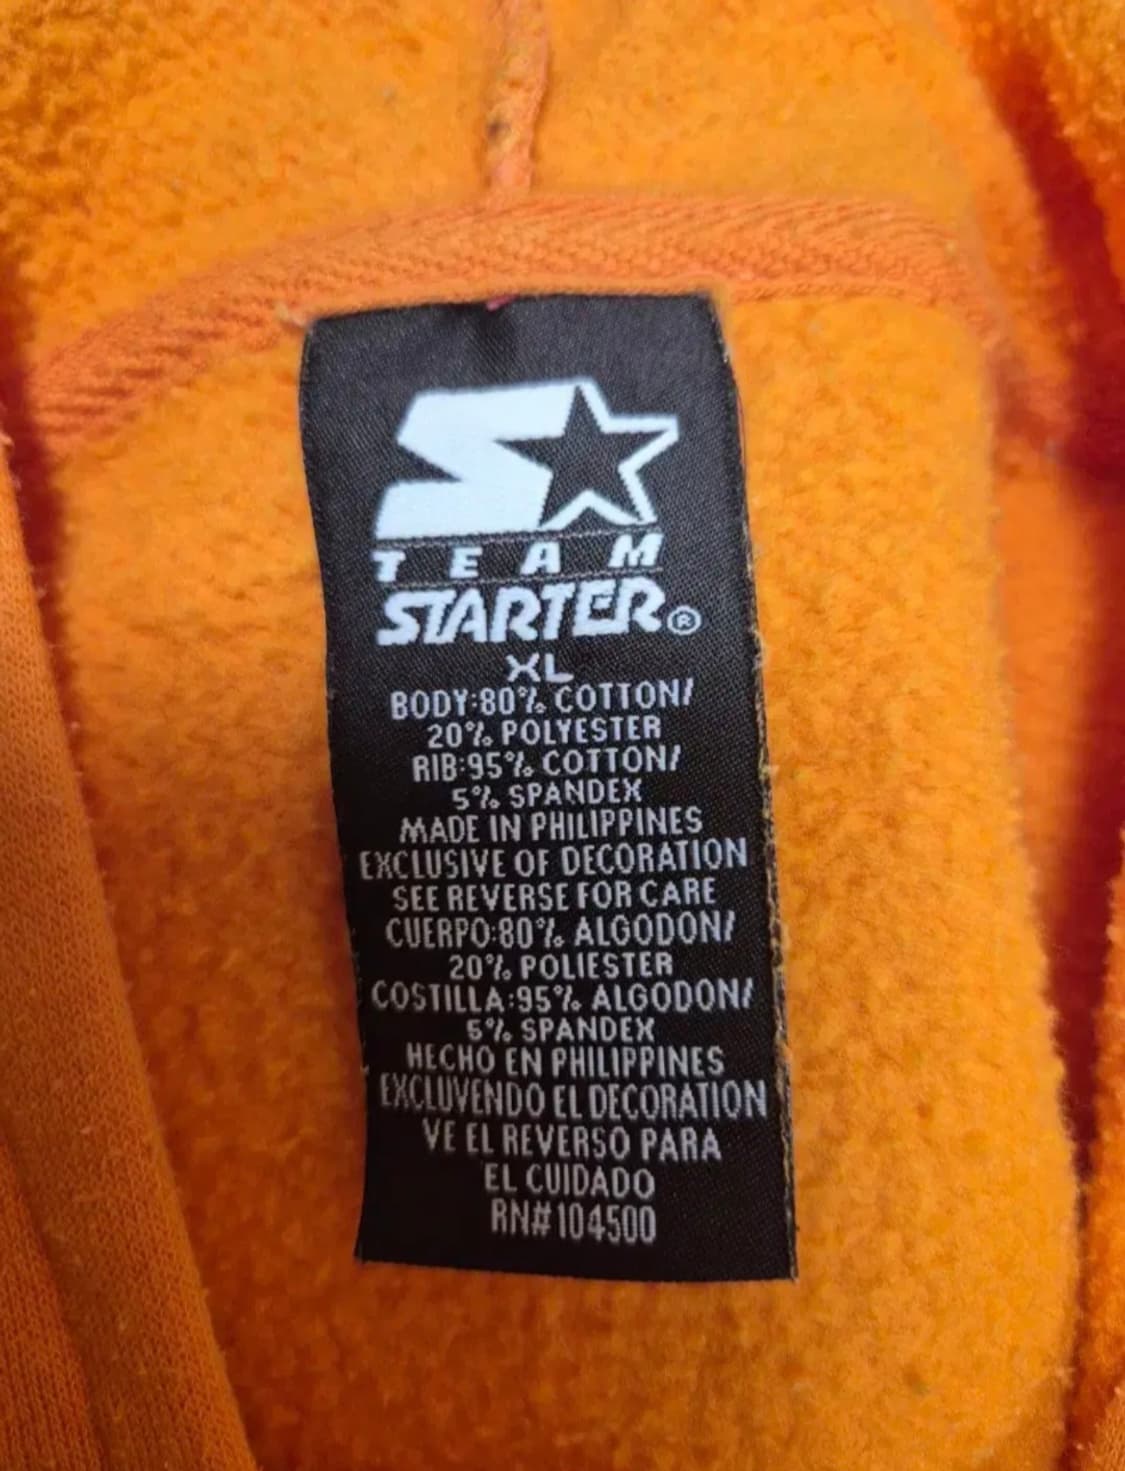 TEAM
STARTER®
XL
BODY:80% COTTON/
20% POLYESTER
RIB:95% COTTON/
5% SPANDEX
MADE IN PHILIPPINES
EXCLUSIVE OF DECORATION
SEE REVERSE FOR CARE
CUERPO:80% ALGODON/
20% POLIESTER
COSTILLA:95% ALGODON/
5% SPANDEX
HECHO EN PHILIPPINES
EXCLUVENDO EL DECORATION
VE EL REVERSO PARA
EL CUIDADO
RN#104500